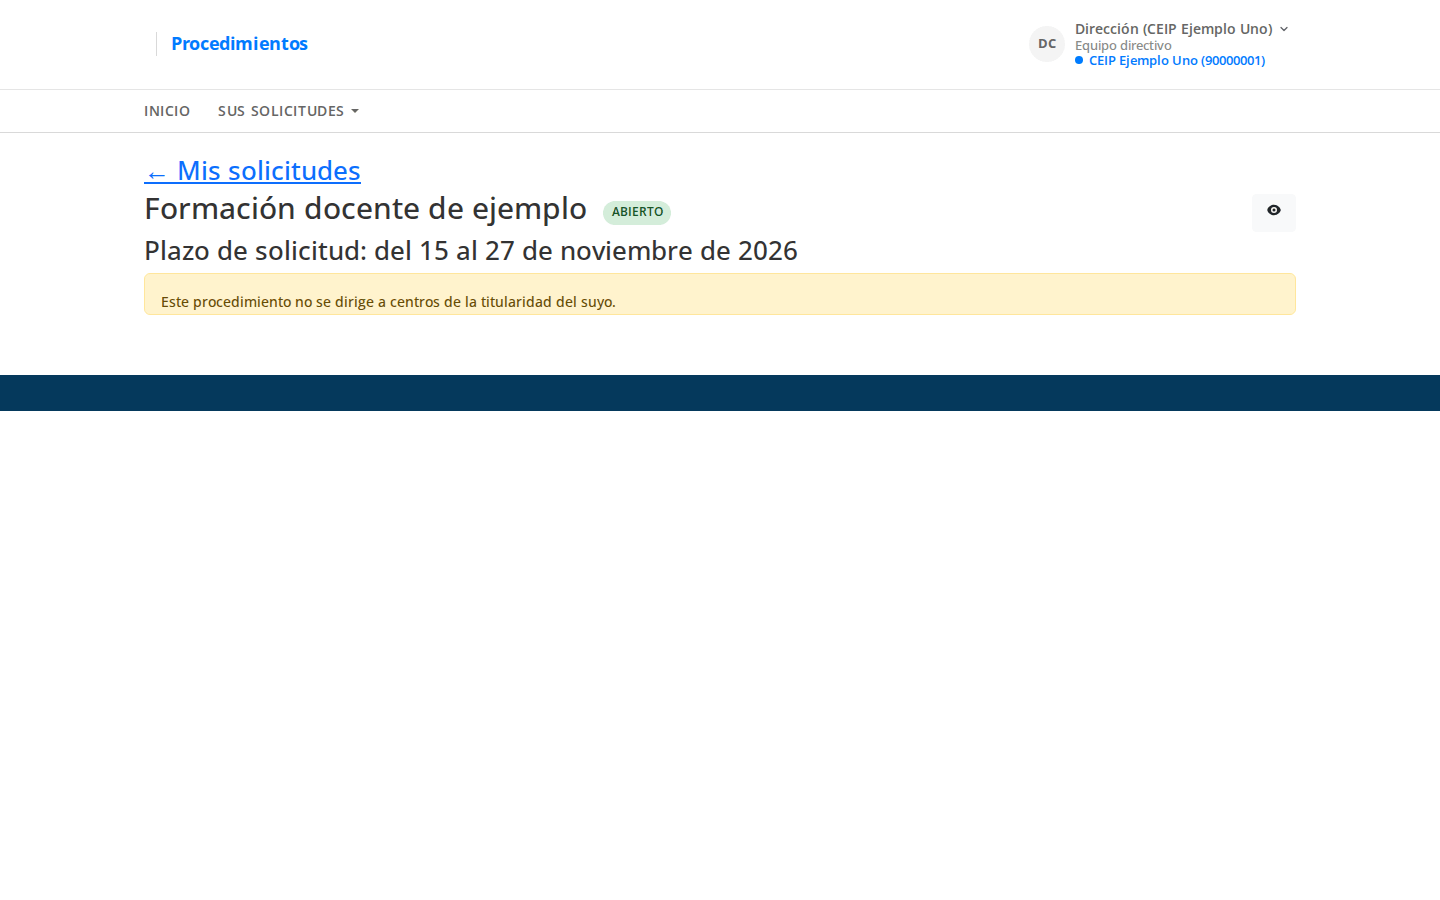 Procedimientos
DC
Dirección (CEIP Ejemplo Uno)
Equipo directivo
CEIP Ejemplo Uno (90000001)
INICIO
SUS SOLICITUDES
← Mis solicitudes
Formación docente de ejemplo
ABIERTO
Plazo de solicitud: del 15 al 27 de noviembre de 2026
Este procedimiento no se dirige a centros de la titularidad del suyo.